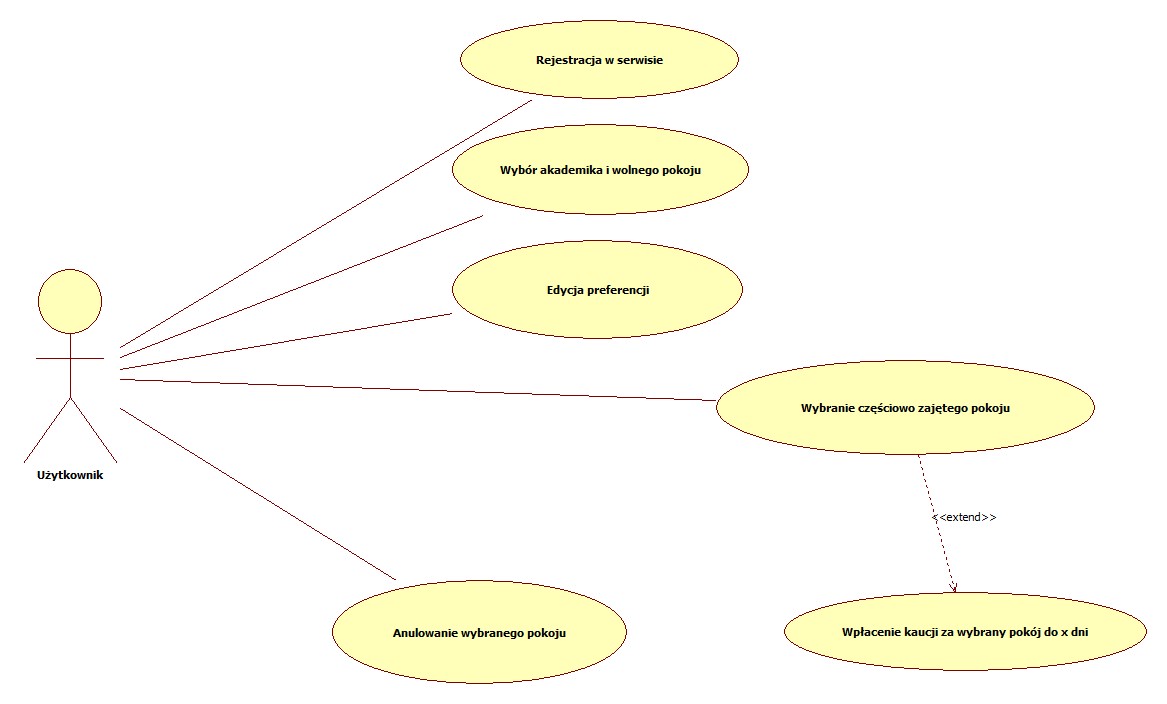 Rejestracja w serwisie
Wybór akademika i wolnego pokoju
Edycja preferencji
Wybranie częściowo zajętego pokoju
Użytkownik
<<extend>>
Anulowanie wybranego pokoju
Wpłacenie kaucji za wybrany pokój do x dni